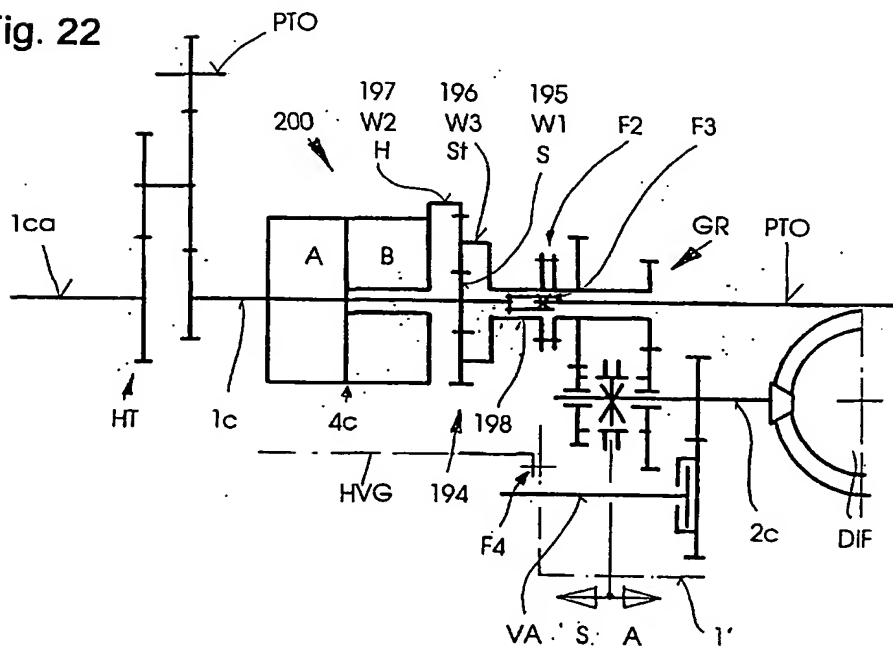 ig. 22
PTO
197
W2
H
196
W3
St
195
W1
S
200
F2
F3
GR
PTO
1ca
A
B
HT
1c
4c
198
HVG
194
F4
2c
DIF
VA
S
A
1'